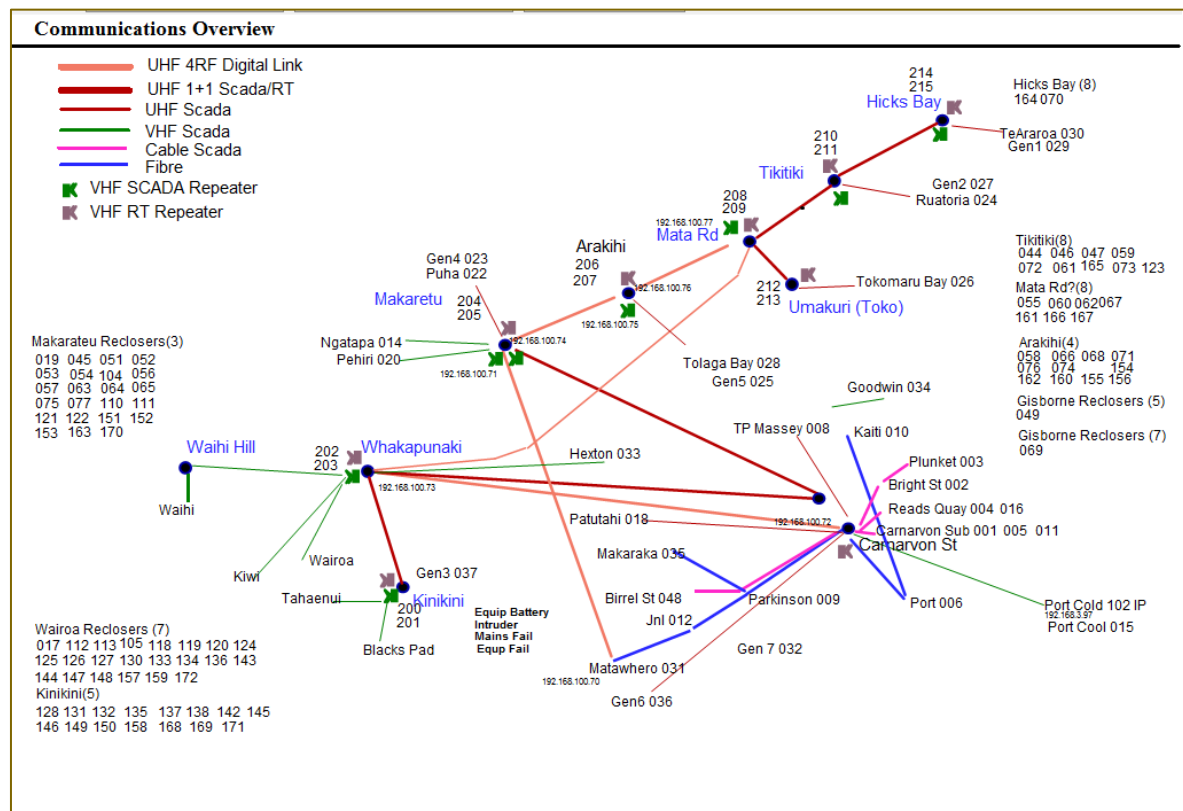 Communications Overview
UHF 4RF Digital Link
UHF 1+1 Scada/RT
UHF Scada
VHF Scada
Cable Scada
Fibre
VHF SCADA Repeater
VHF RT Repeater
214
215
Hicks Bay
Hicks Bay (8)
164 070
TeAraroa 030
Gen1 029
210
211
Tikitiki
Gen2 027
Ruatoria 024
208
209
192.168.100.77
Mata Rd
Arakihi
206
207
192.168.100.76
192.168.100.75
212
213
Tokomaru Bay 026
Umakuri (Toko)
Tikitiki(8)
044 046 047 059
072 061 165 073 123
Mata Rd?(8)
055 060 062 067
161 166 167
Arakihi(4)
058 066 068 071
076 074 154
162 160 155 156
Gisborne Reclosers (5)
049
Gisborne Reclosers (7)
069
Gen4 023
Puha 022
Makaretu
204
205
192.168.100.74
Ngatapa 014
Pehiri 020
192.168.100.71
Tolaga Bay 028
Gen5 025
Makarateu Reclosers(3)
019 045 051 052
053 054 104 056
057 063 064 065
075 077 110 111
121 122 151 152
153 163 170
Goodwin 034
TP Massey 008
Kaiti 010
Waihi Hill
Waihi
202
203
Whakapunaki
192.168.100.73
Hexton 033
Plunket 003
Bright St 002
Reads Quay 004 016
Carnarvon Sub 001 005 011
Patutahi 018
192.168.100.72
Carnarvon St
Makaraka 035
Kiwi
Wairoa
Tahaenui
Gen3 037
Kinikini
200
201
Blacks Pad
Equip Battery
Intruder
Mains Fail
Equp Fail
Birrel St 048
Parkinson 009
Jnl 012
Port 006
Port Cold 102 IP
192.168.3.97
Port Cool 015
Gen 7 032
Matawhero 031
192.168.100.70
Gen6 036
Wairoa Reclosers (7)
017 112 113 105 118 119 120 124
125 126 127 130 133 134 136 143
144 147 148 157 159 172
Kinikini(5)
128 131 132 135 137 138 142 145
146 149 150 158 168 169 171